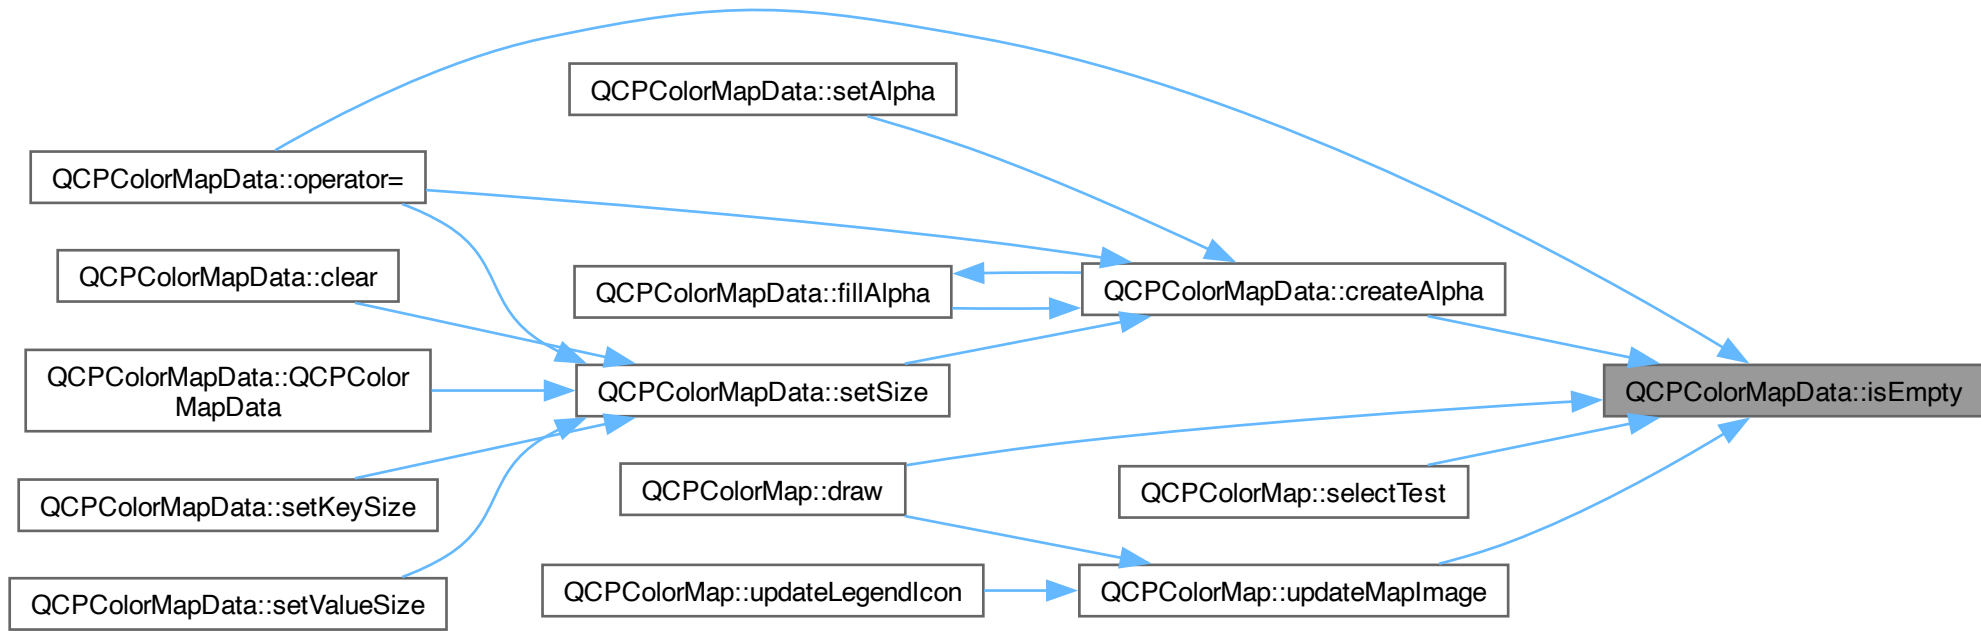 QCPColorMapData::setAlpha
QCPColorMapData::operator=
QCPColorMapData::clear
QCPColorMapData::fillAlpha
QCPColorMapData::createAlpha
QCPColorMapData::QCPColor
MapData
QCPColorMapData::setSize
QCPColorMapData::isEmpty
QCPColorMapData::setKeySize
QCPColorMap::draw
QCPColorMap::selectTest
QCPColorMapData::setValueSize
QCPColorMap::updateLegendIcon
QCPColorMap::updateMapImage